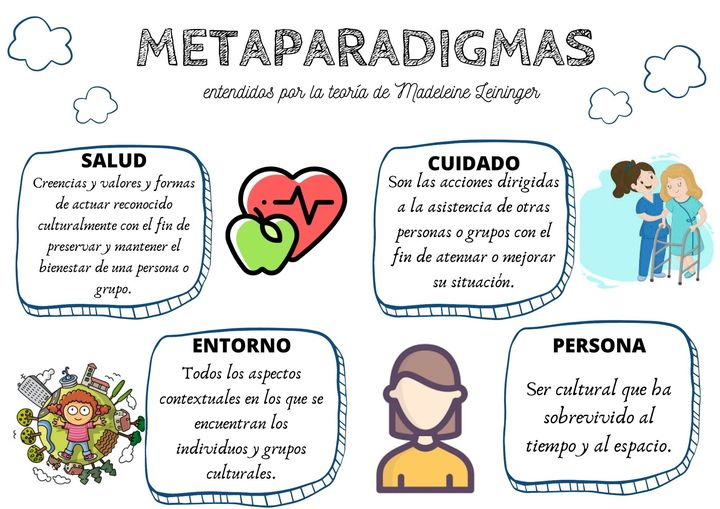 METAPARADIGMAS
entendidos por la teoría de Madeleine Leininger
SALUD
Creencias y valores y formas
de actuar reconocido
culturalmente con el fin de
preservar y mantener el
bienestar de una persona o
grupo.
CUIDADO
Son las acciones dirigidas
a la asistencia de otras
personas o grupos con el
fin de atenuar o mejorar
su situación.
ENTORNO
Todos los aspectos
contextuales en los que se
encuentran los
individuos y grupos
culturales.
PERSONA
Ser cultural que ha
sobrevivido al
tiempo y al espacio.